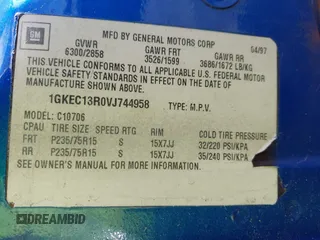 GM
MFD BY GENERAL MOTORS CORP 04/97
GVWR GAWR FRT GAWR RR
6300/2858 3526/1599 3686/1672 LB/KG
THIS VEHICLE CONFORMS TO ALL APPLICABLE U.S. FEDERAL MOTOR
VEHICLE SAFETY STANDARDS IN EFFECT ON THE DATE OF
MANUFACTURE SHOWN ABOVE.
1GKEC13R0VJ744958 TYPE: M.P.V.
MODEL: C10706
CPAU TIRE SIZE SPEED RTG RIM COLD TIRE PRESSURE
FRT P235/75R15 S 15X7JJ 32/220 PSI/KPA
RR P235/75R15 S 15X7JJ 35/240 PSI/KPA
SEE OWNER'S MANUAL FOR MORE INFORMATION.
DREAMBID